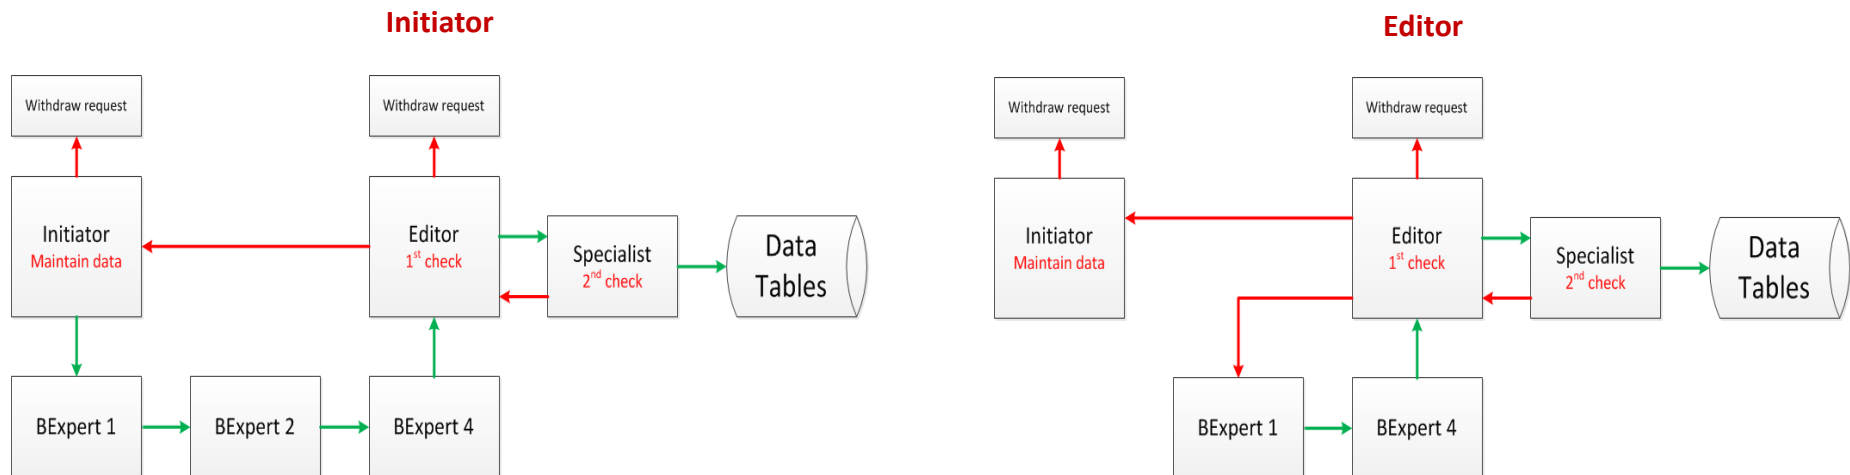 Initiator
Withdraw request
Withdraw request
Initiator
Maintain data
Editor
1st check
Specialist
2nd check
Data
Tables
BExpert 1
BExpert 2
BExpert 4
Editor
Withdraw request
Withdraw request
Initiator
Maintain data
Editor
1st check
Specialist
2nd check
Data
Tables
BExpert 1
BExpert 4